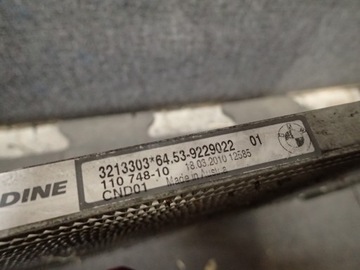 DINE
3213303*64.53-9229022 01
110 748-10 18.03.2010 12585
CND01 Made in Austria